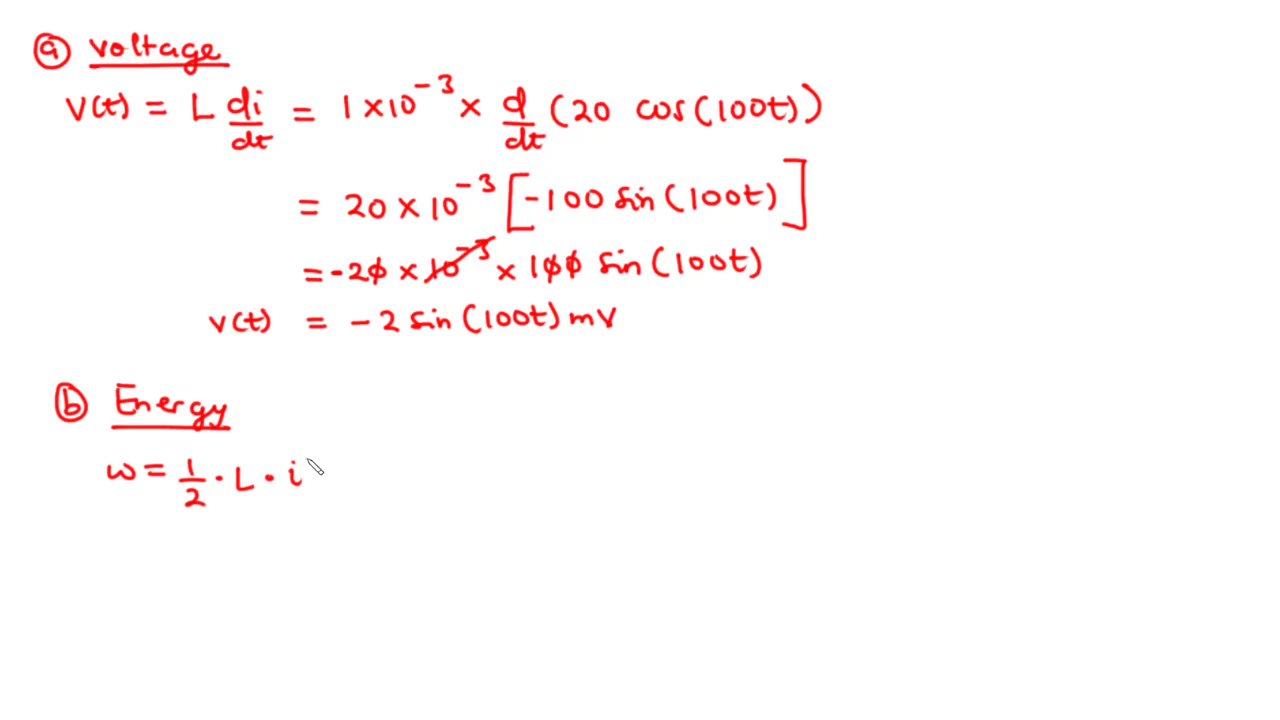 ⓐ voltage
V(t) = L di/dt = 1 × 10⁻³ × d/dt (20 cos(100t))
= 20 × 10⁻³ [-100 sin(100t)]
= -20 × 10⁻³ × 100 sin(100t)
v(t) = -2 sin(100t) mV
ⓑ Energy
w = 1/2 · L · i